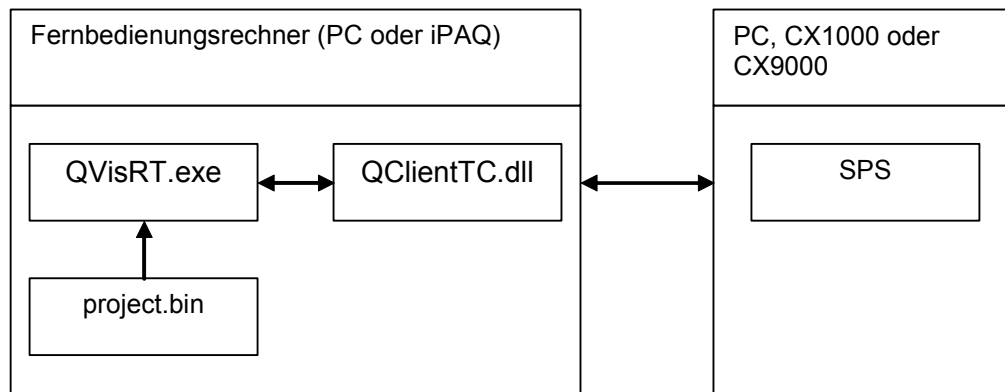 Fernbedienungsrechner (PC oder iPAQ)
PC, CX1000 oder
CX9000
QVisRT.exe
QClientTC.dll
SPS
project.bin